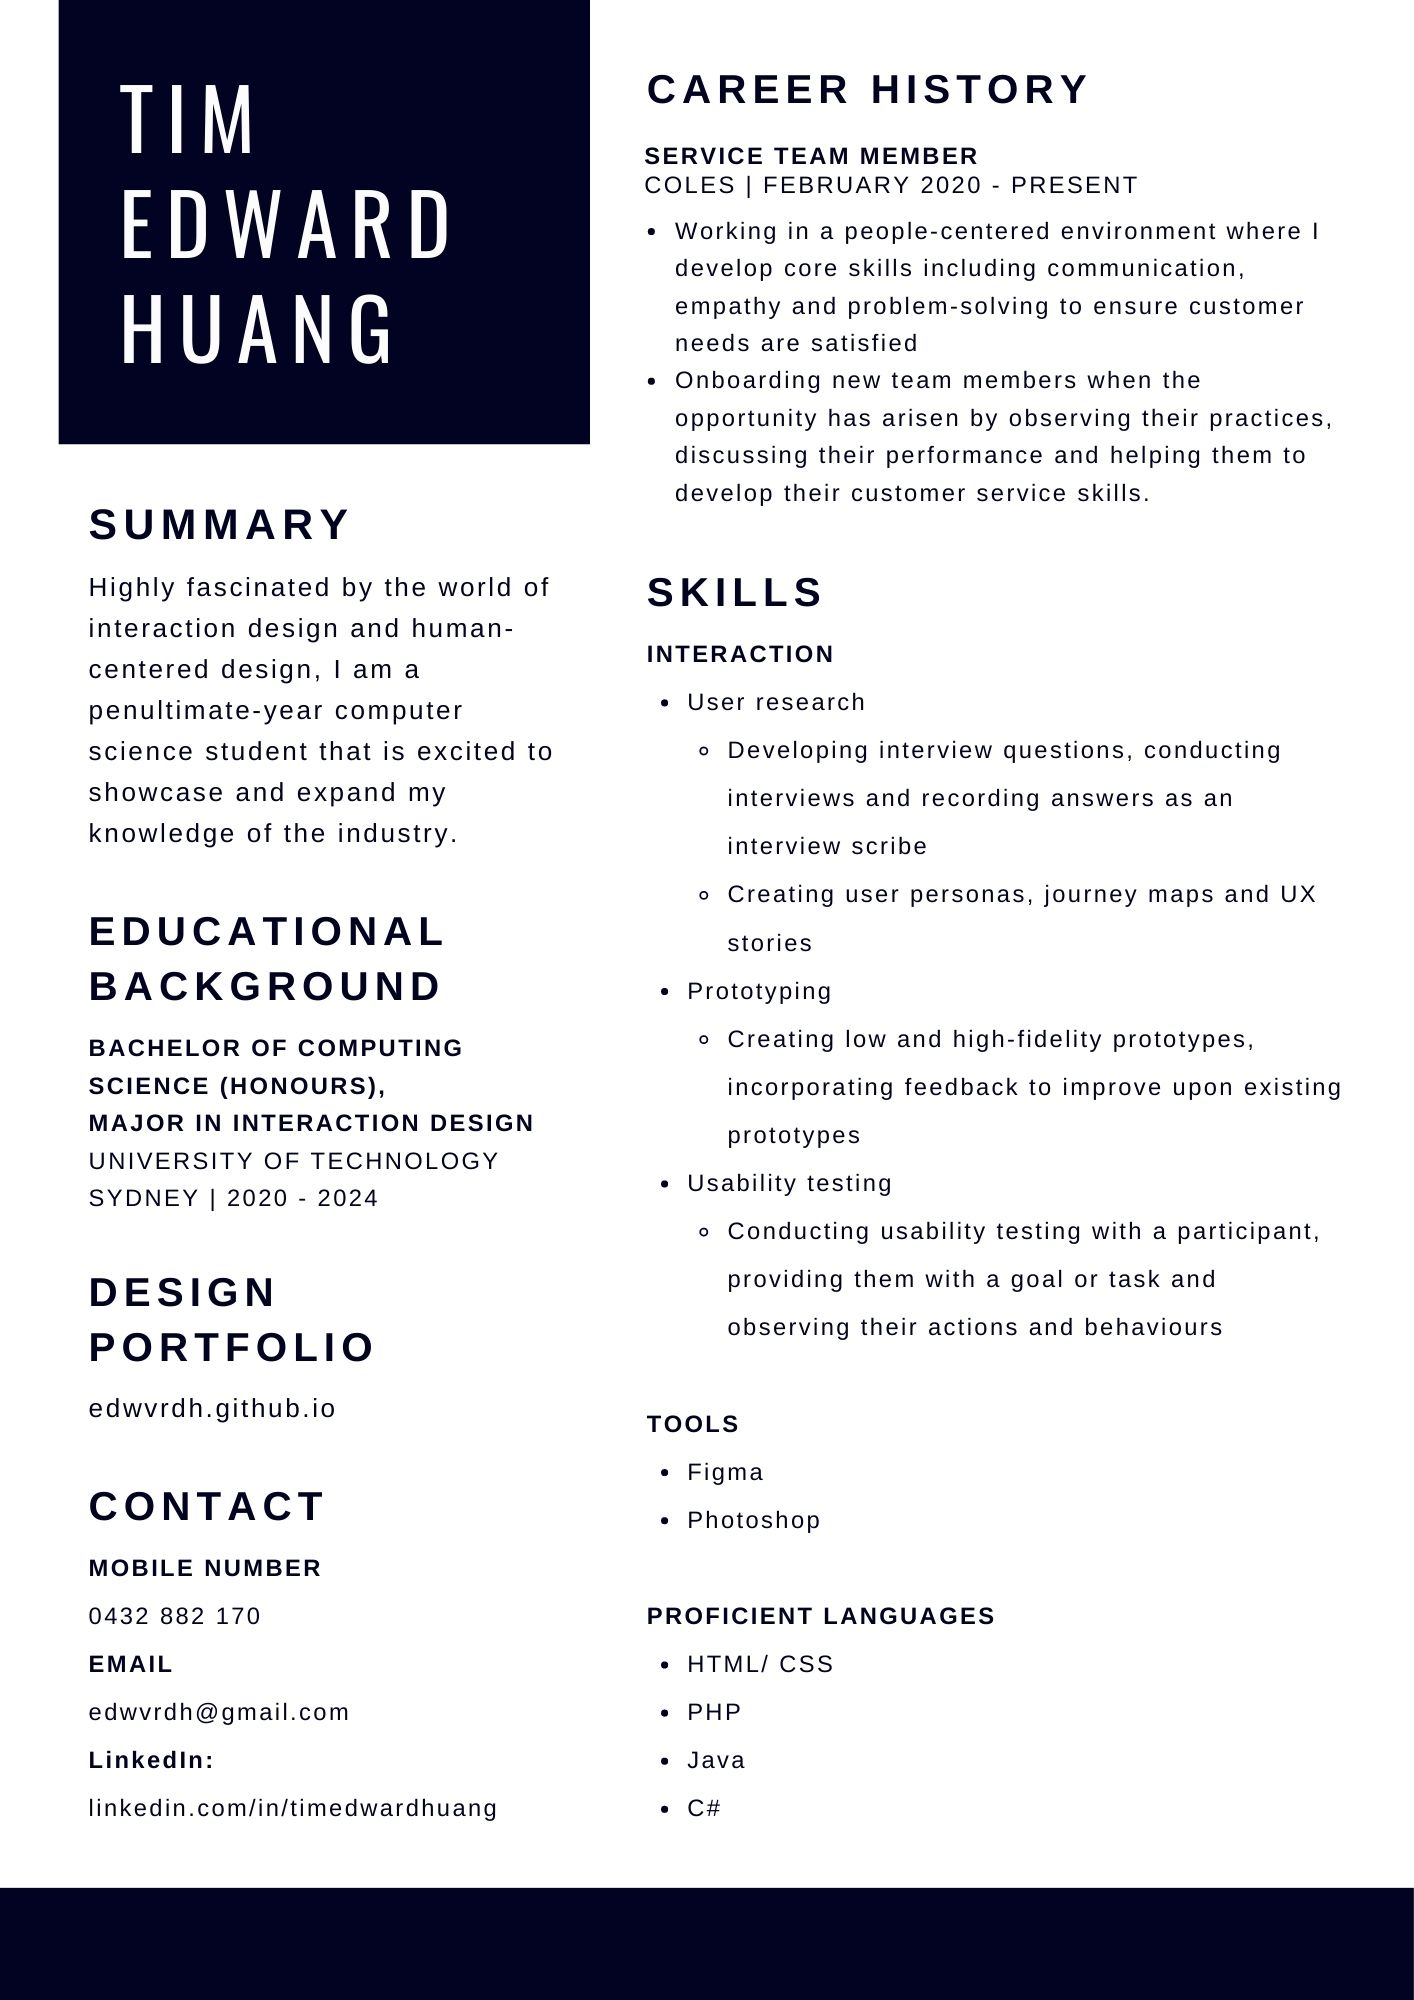 TIM
EDWARD
HUANG
SUMMARY
Highly fascinated by the world of
interaction design and human-
centered design, I am a
penultimate-year computer
science student that is excited to
showcase and expand my
knowledge of the industry.
EDUCATIONAL
BACKGROUND
BACHELOR OF COMPUTING
SCIENCE (HONOURS),
MAJOR IN INTERACTION DESIGN
UNIVERSITY OF TECHNOLOGY
SYDNEY | 2020 - 2024
DESIGN
PORTFOLIO
edwvrdh.github.io
CONTACT
MOBILE NUMBER
0432 882 170
EMAIL
edwvrdh@gmail.com
LinkedIn:
linkedin.com/in/timedwardhuang
CAREER HISTORY
SERVICE TEAM MEMBER
COLES | FEBRUARY 2020 - PRESENT
• Working in a people-centered environment where I
develop core skills including communication,
empathy and problem-solving to ensure customer
needs are satisfied
• Onboarding new team members when the
opportunity has arisen by observing their practices,
discussing their performance and helping them to
develop their customer service skills.
SKILLS
INTERACTION
• User research
◦ Developing interview questions, conducting
interviews and recording answers as an
interview scribe
◦ Creating user personas, journey maps and UX
stories
• Prototyping
◦ Creating low and high-fidelity prototypes,
incorporating feedback to improve upon existing
prototypes
• Usability testing
◦ Conducting usability testing with a participant,
providing them with a goal or task and
observing their actions and behaviours
TOOLS
• Figma
• Photoshop
PROFICIENT LANGUAGES
• HTML/ CSS
• PHP
• Java
• C#